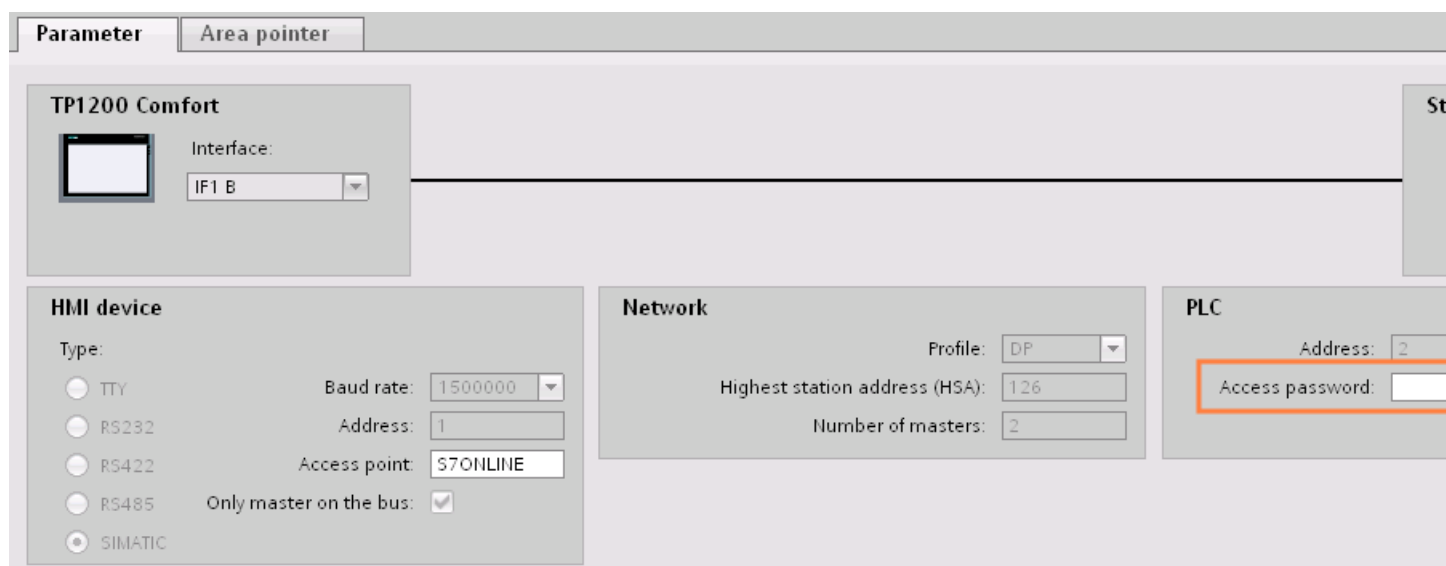 Parameter
Area pointer
TP1200 Comfort
St
Interface:
IF1 B
HMI device
Type:
TTY
RS232
RS422
RS485
SIMATIC
Baud rate: 1500000
Address: 1
Access point: S7ONLINE
Only master on the bus:
Network
Profile: DP
Highest station address (HSA): 126
Number of masters: 2
PLC
Address: 2
Access password: